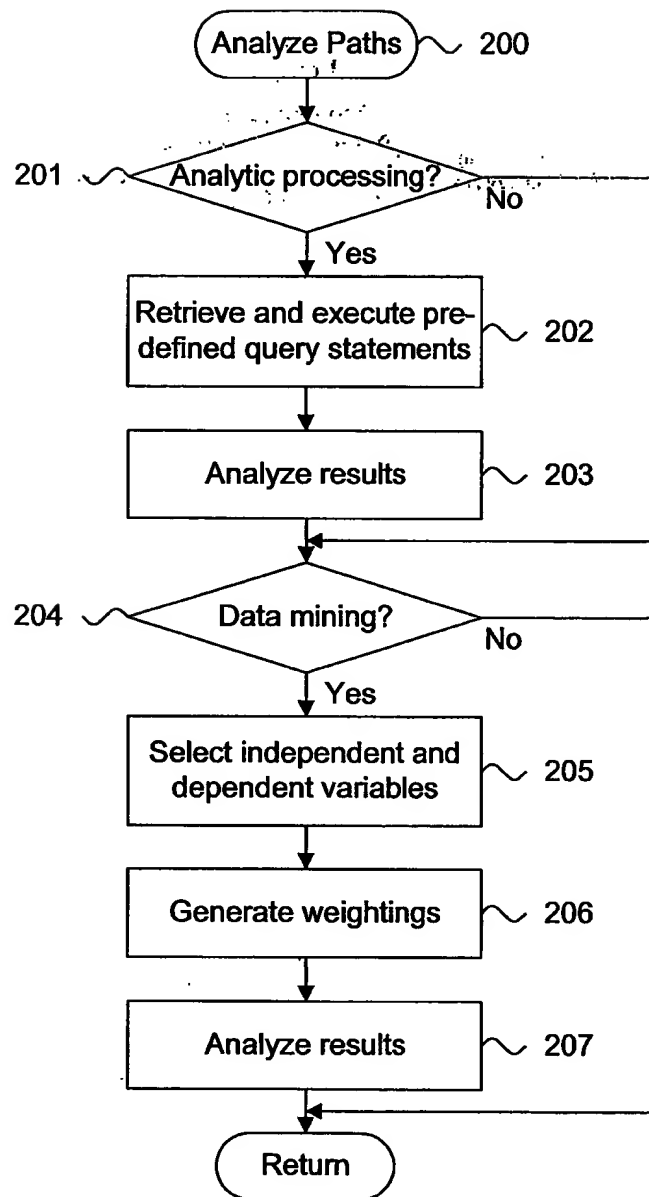 Analyze Paths
200
201
Analytic processing?
No
Yes
Retrieve and execute pre-
defined query statements
202
Analyze results
203
204
Data mining?
No
Yes
Select independent and
dependent variables
205
Generate weightings
206
Analyze results
207
Return